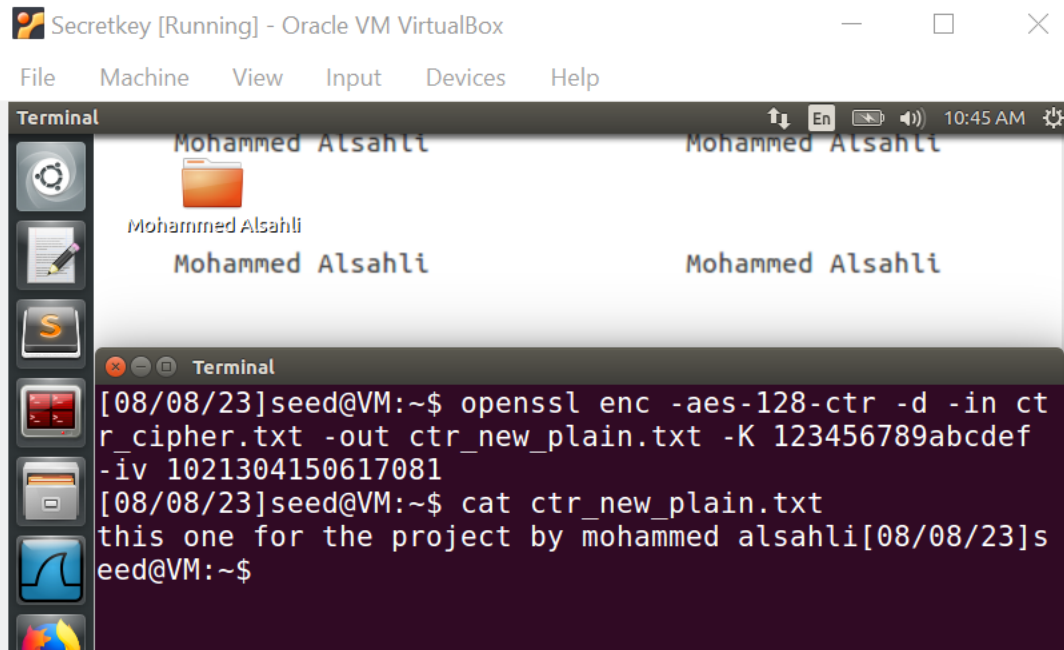 Secretkey [Running] - Oracle VM VirtualBox
File Machine View Input Devices Help
Terminal En 10:45 AM
Mohammed Alsahli Mohammed Alsahli
Mohammed Alsahli
Mohammed Alsahli Mohammed Alsahli
Terminal
[08/08/23]seed@VM:~$ openssl enc -aes-128-ctr -d -in ct
r_cipher.txt -out ctr_new_plain.txt -K 123456789abcdef
-iv 1021304150617081
[08/08/23]seed@VM:~$ cat ctr_new_plain.txt
this one for the project by mohammed alsahli[08/08/23]s
eed@VM:~$